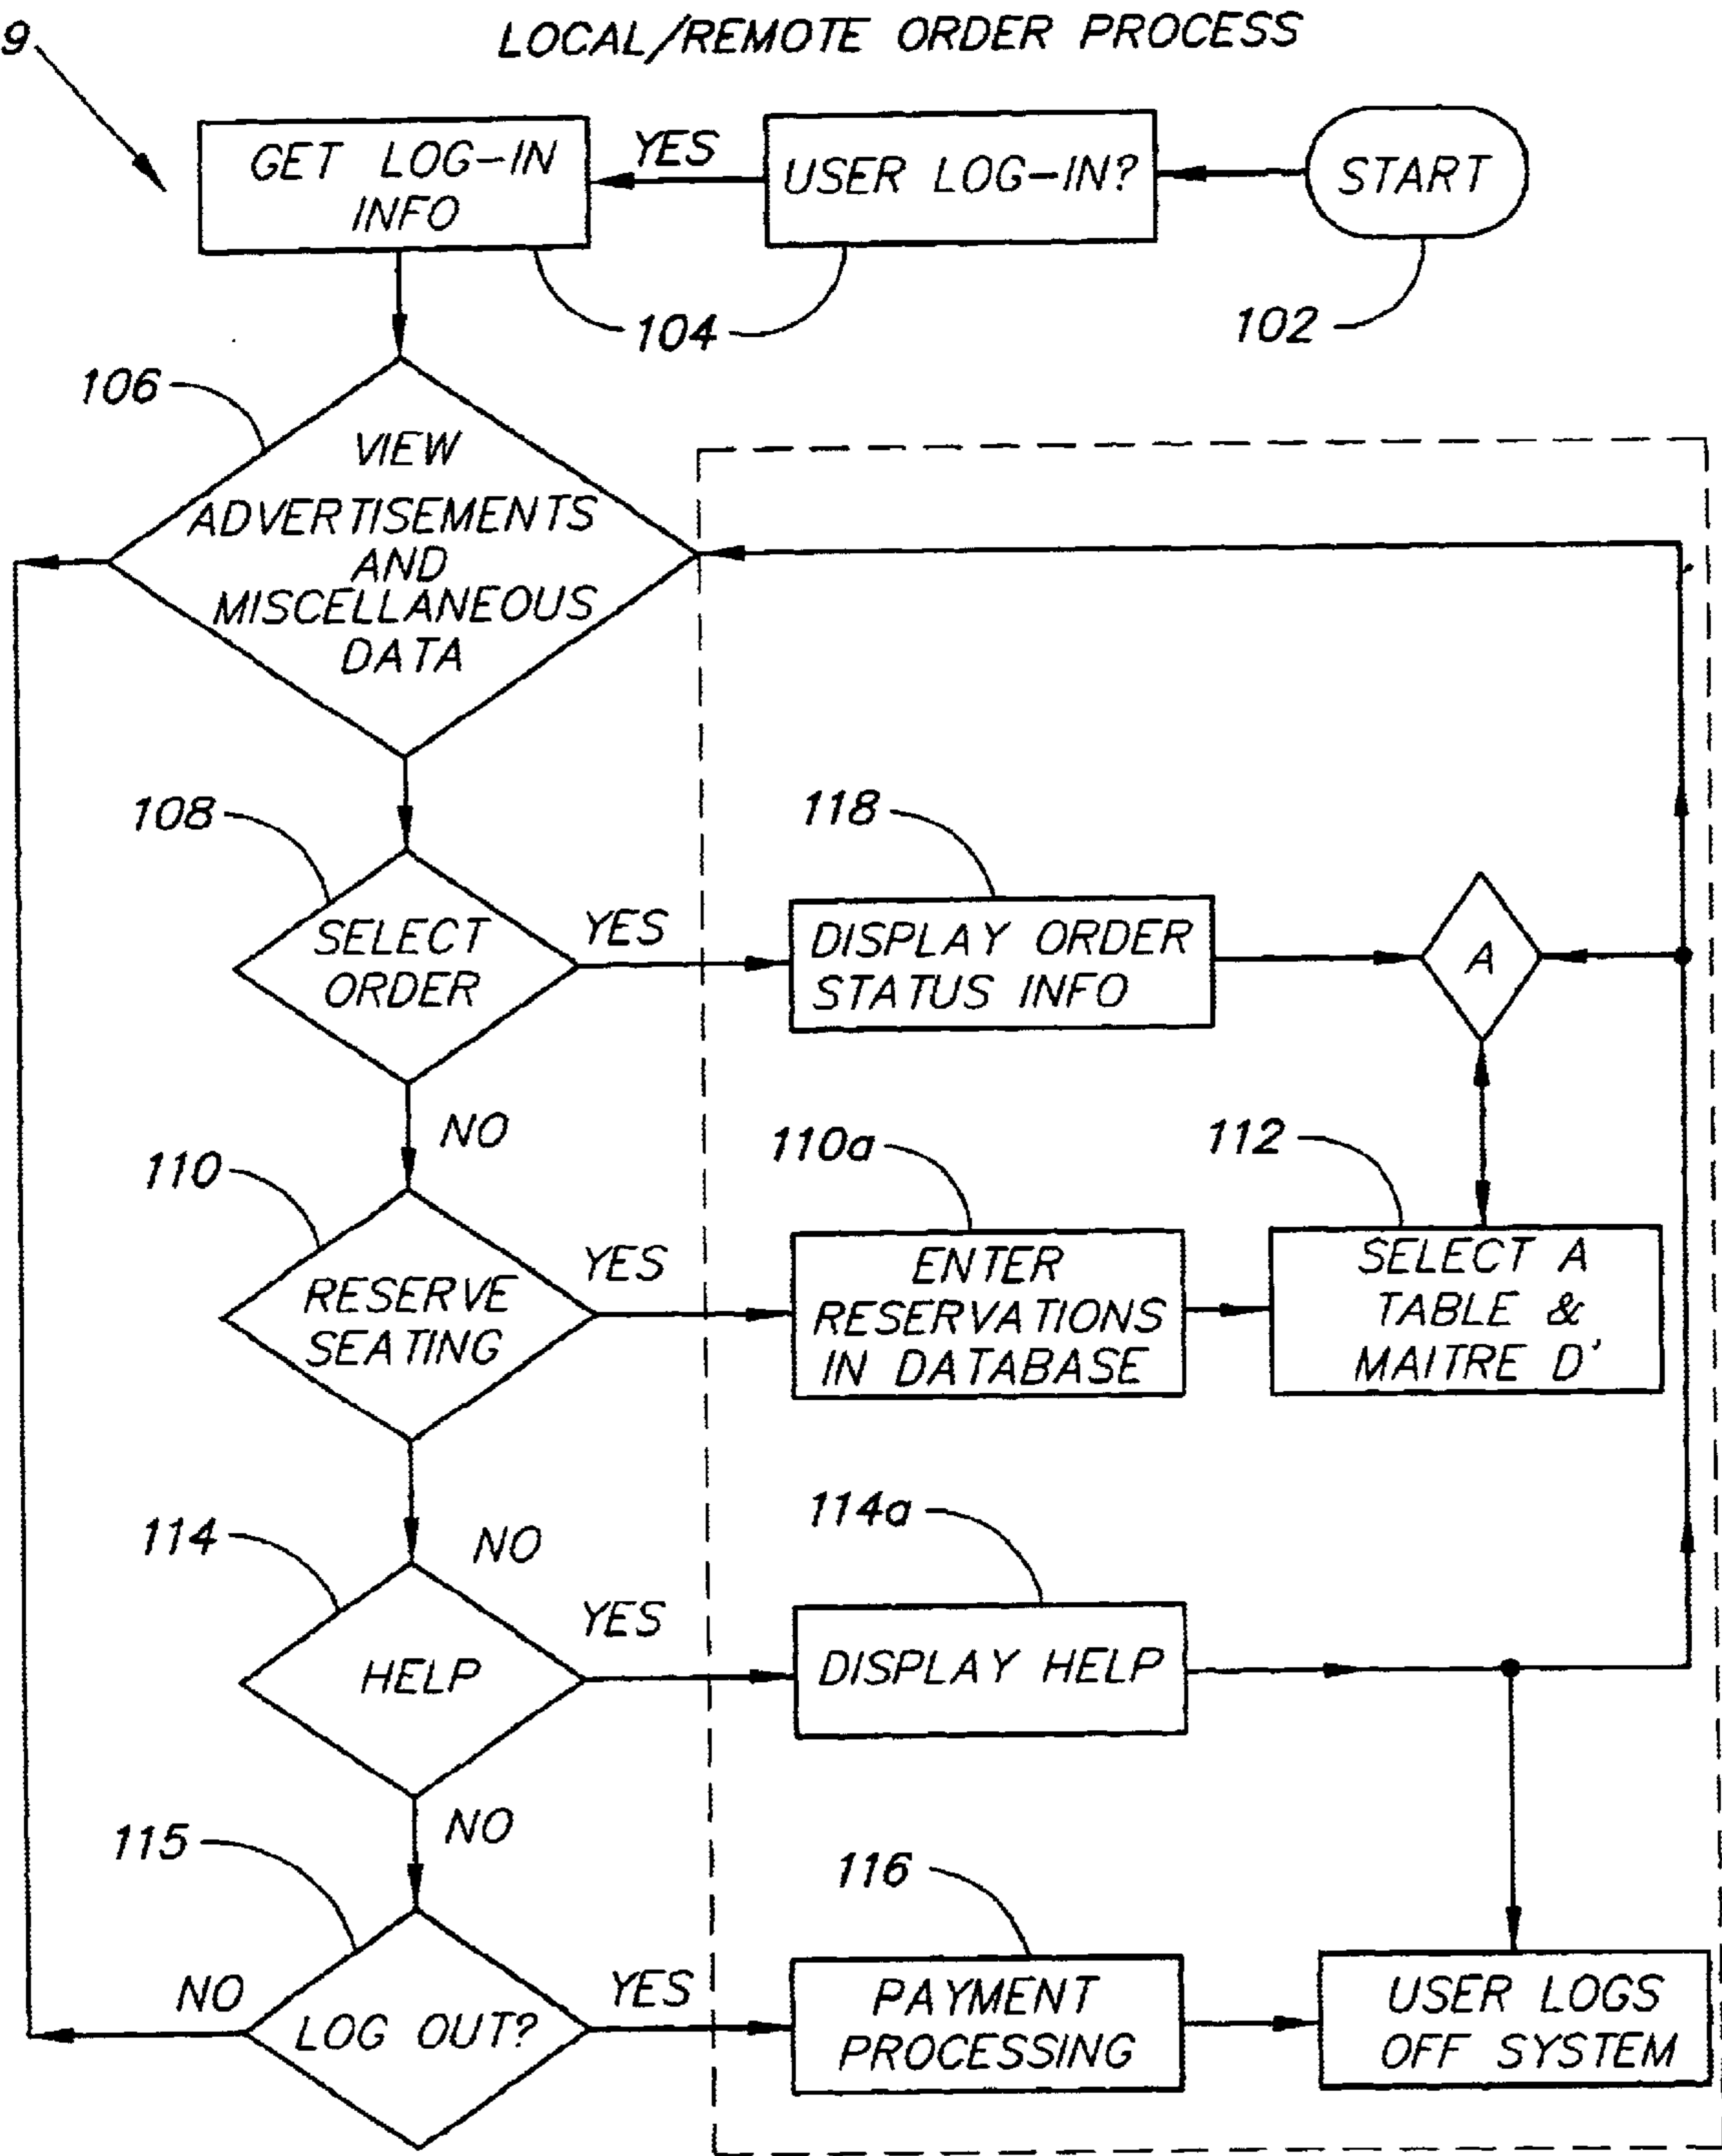 LOCAL/REMOTE ORDER PROCESS
9
GET LOG-IN
INFO
YES
USER LOG-IN?
START
104
102
106
VIEW
ADVERTISEMENTS
AND
MISCELLANEOUS
DATA
108
SELECT
ORDER
YES
118
DISPLAY ORDER
STATUS INFO
A
NO
110
RESERVE
SEATING
YES
110a
ENTER
RESERVATIONS
IN DATABASE
112
SELECT A
TABLE &
MAITRE D'
NO
114
HELP
YES
114a
DISPLAY HELP
NO
115
LOG OUT?
NO
YES
116
PAYMENT
PROCESSING
USER LOGS
OFF SYSTEM